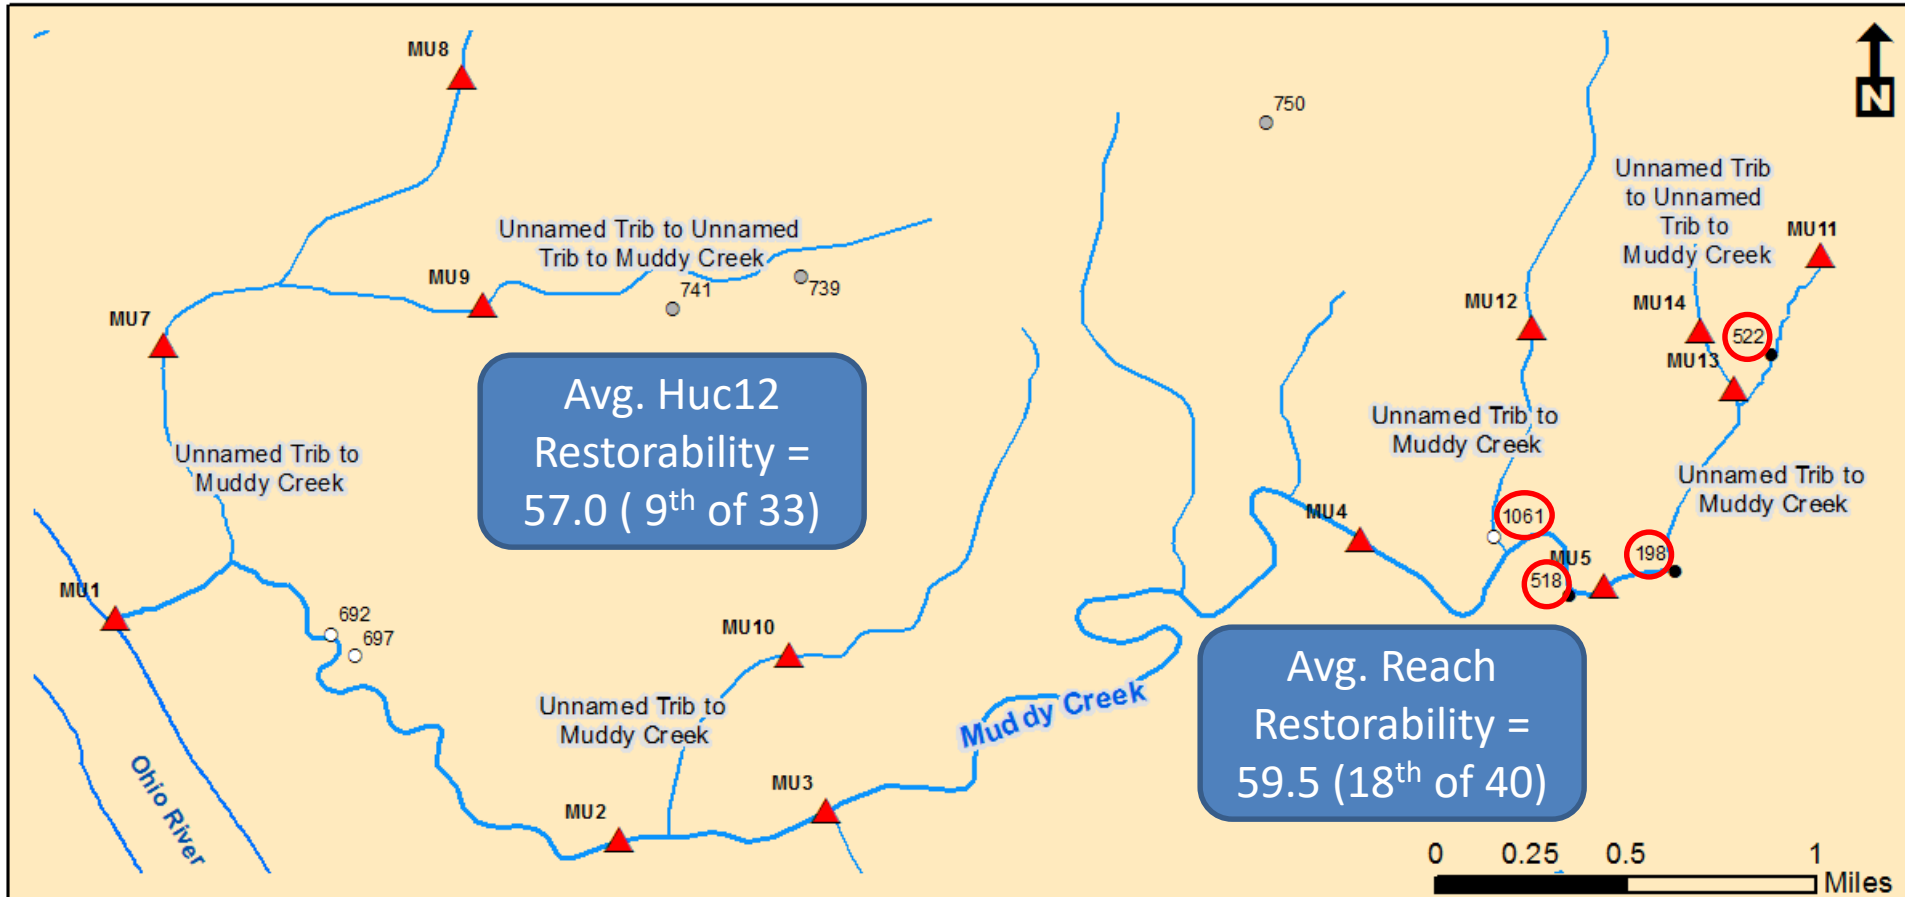 MU8
N
750
Unnamed Trib
to Unnamed
Trib to
Muddy Creek
MU11
Unnamed Trib to Unnamed
Trib to Muddy Creek
MU9
741
739
MU7
MU12
MU14
522
MU13
Avg. Huc12
Restorability =
57.0 ( 9th of 33)
Unnamed Trib to
Muddy Creek
Unnamed Trib to
Muddy Creek
Unnamed Trib to
Muddy Creek
MU4
1061
MU5
198
518
MU1
692
697
MU10
Unnamed Trib to
Muddy Creek
Muddy Creek
Avg. Reach
Restorability =
59.5 (18th of 40)
Ohio River
MU2
MU3
0 0.25 0.5 1
Miles